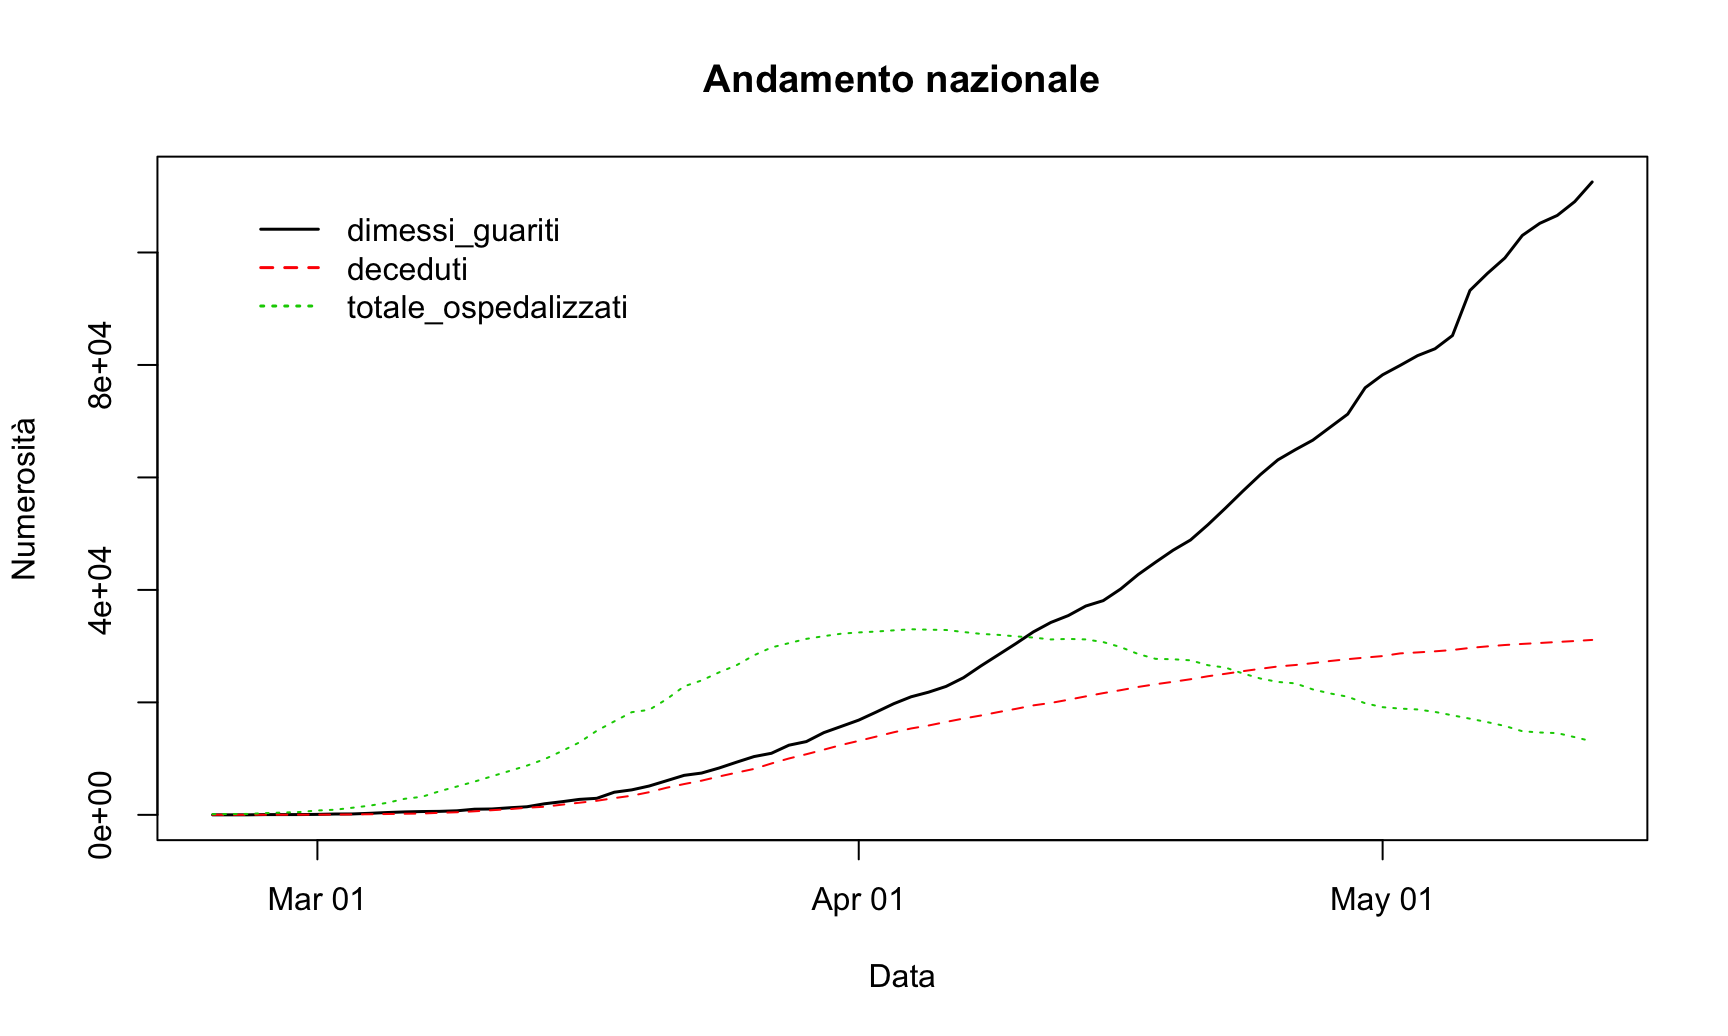 Andamento nazionale
dimessi_guariti
deceduti
totale_ospedalizzati
Numerosità
8e+04
4e+04
0e+00
Mar 01
Apr 01
May 01
Data